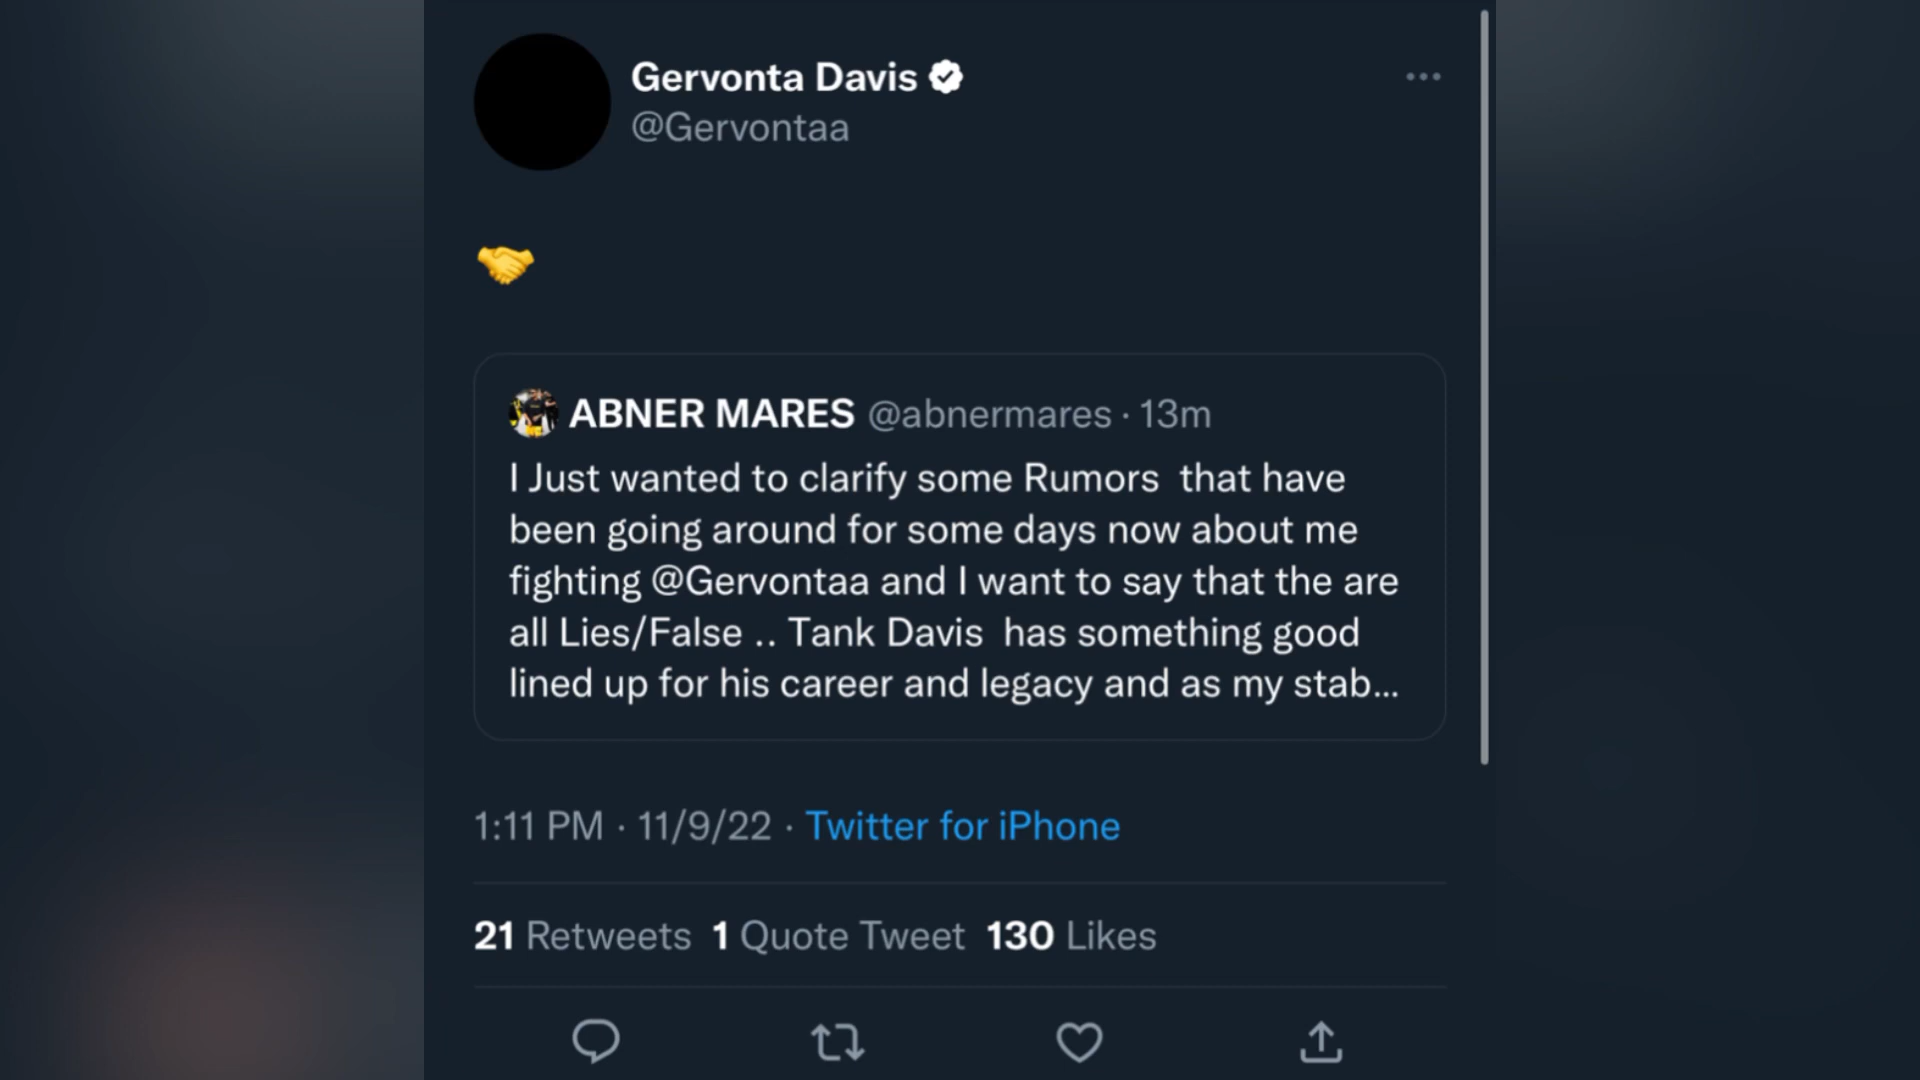 Gervonta Davis
@Gervontaa
ABNER MARES @abnermares · 13m
I Just wanted to clarify some Rumors that have
been going around for some days now about me
fighting @Gervontaa and I want to say that the are
all Lies/False .. Tank Davis has something good
lined up for his career and legacy and as my stab...
1:11 PM · 11/9/22 · Twitter for iPhone
21 Retweets 1 Quote Tweet 130 Likes